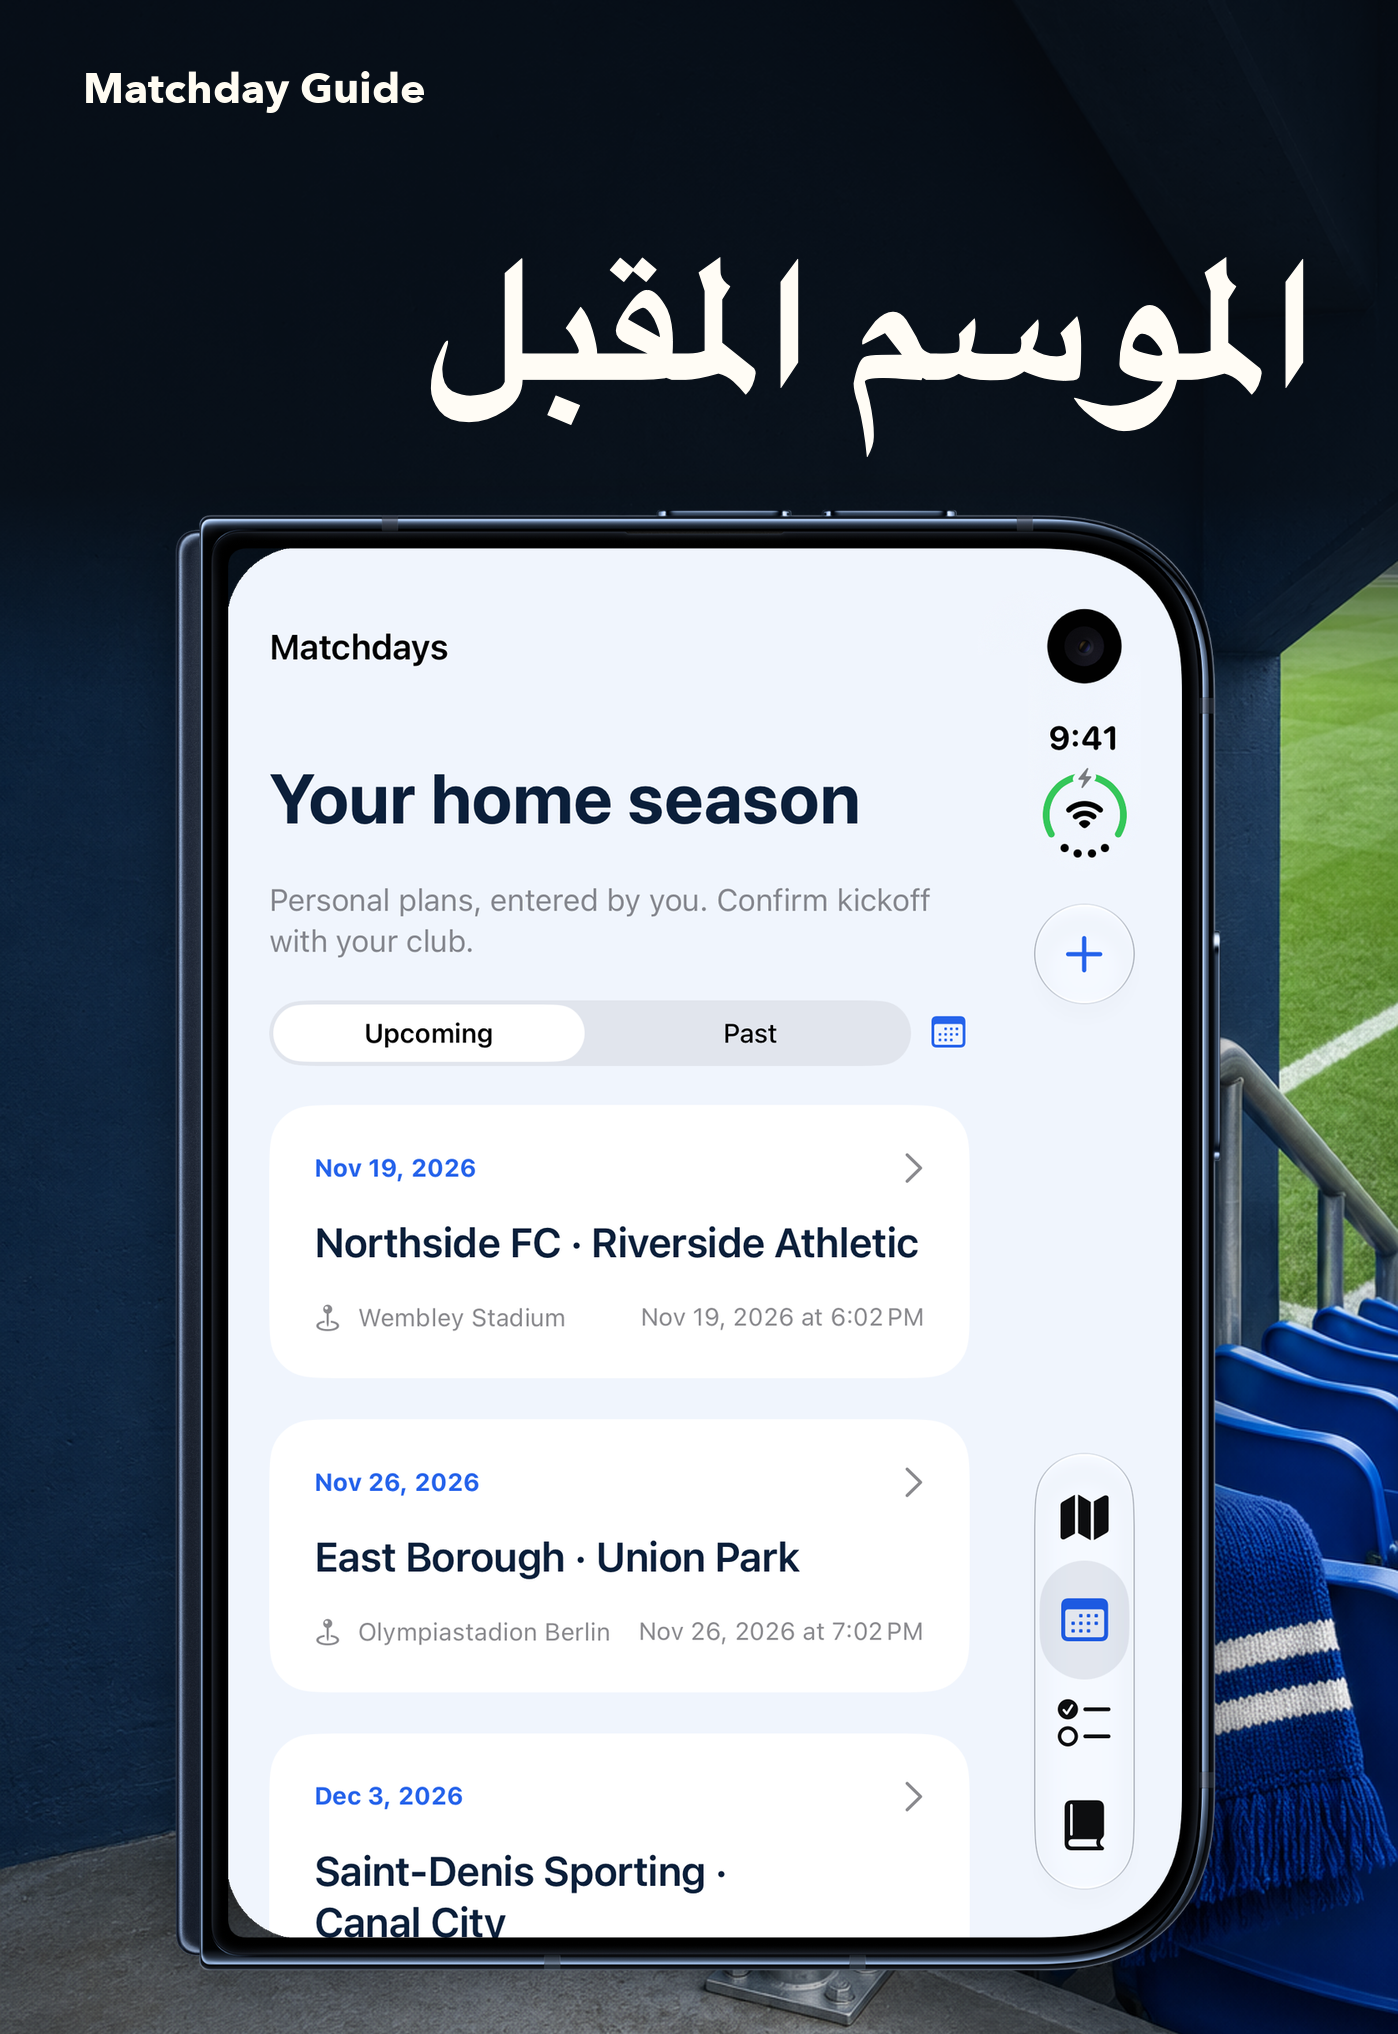 Matchday Guide
الموسم المقبل
Matchdays
9:41
Your home season
Personal plans, entered by you. Confirm kickoff
with your club.
Upcoming
Past
Nov 19, 2026
Northside FC · Riverside Athletic
Wembley Stadium
Nov 19, 2026 at 6:02 PM
Nov 26, 2026
East Borough · Union Park
Olympiastadion Berlin
Nov 26, 2026 at 7:02 PM
Dec 3, 2026
Saint-Denis Sporting ·
Canal City